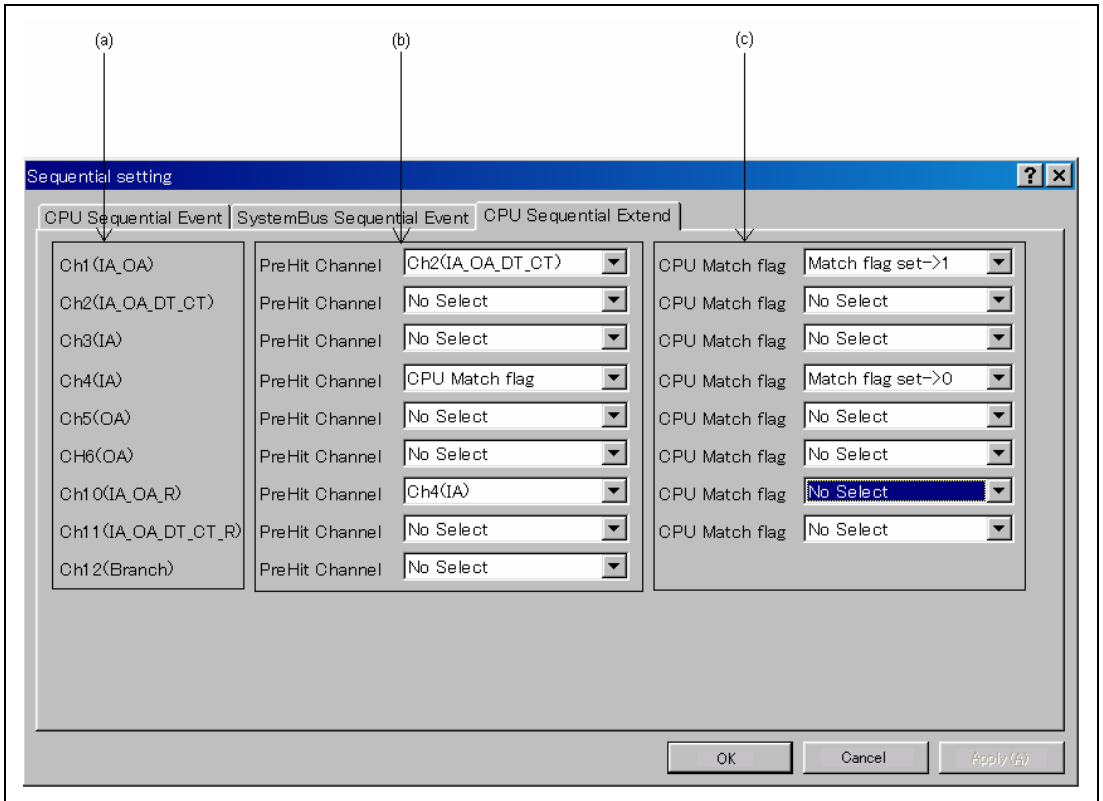 (a) (b) (c)
Sequential setting
CPU Sequential Event SystemBus Sequential Event CPU Sequential Extend
Ch1(IA_OA) PreHit Channel Ch2(IA_OA_DT_CT) CPU Match flag Match flag set->1
Ch2(IA_OA_DT_CT) PreHit Channel No Select CPU Match flag No Select
Ch3(IA) PreHit Channel No Select CPU Match flag No Select
Ch4(IA) PreHit Channel CPU Match flag CPU Match flag Match flag set->0
Ch5(OA) PreHit Channel No Select CPU Match flag No Select
CH6(OA) PreHit Channel No Select CPU Match flag No Select
Ch10(IA_OA_R) PreHit Channel Ch4(IA) CPU Match flag No Select
Ch11(IA_OA_DT_CT_R) PreHit Channel No Select CPU Match flag No Select
Ch12(Branch) PreHit Channel No Select
OK Cancel Apply(A)